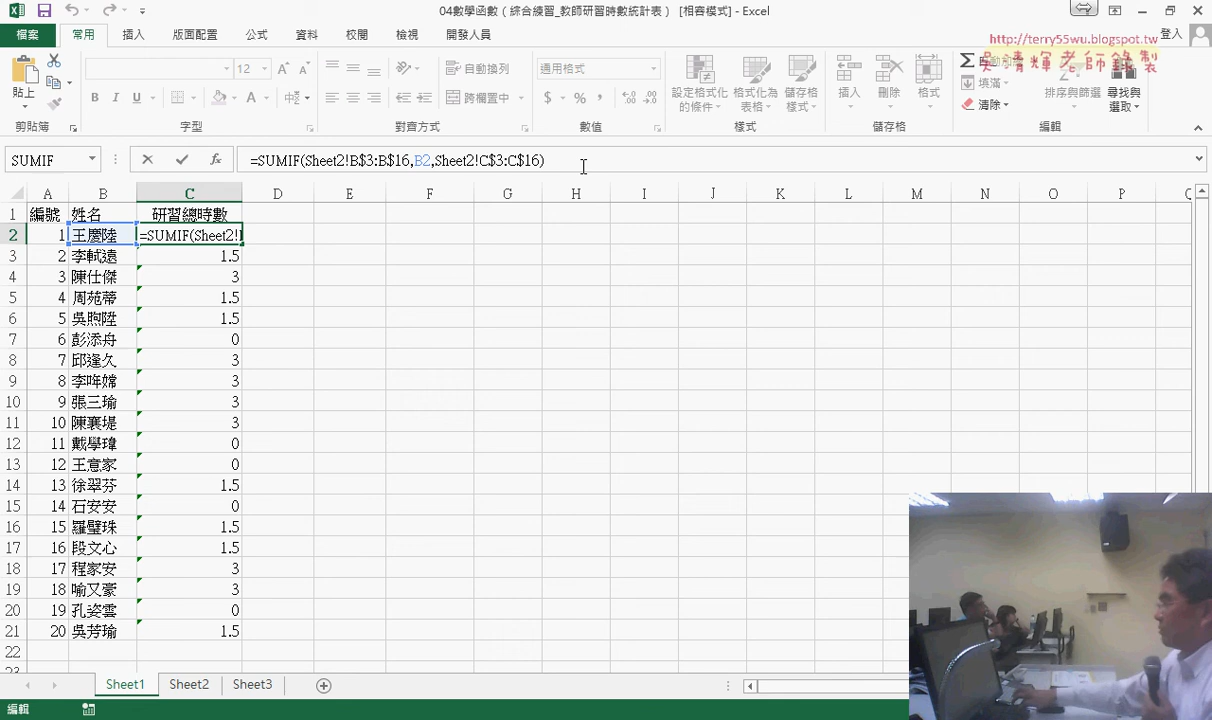 04數學函數（綜合練習_教師研習時數統計表） [相容模式] - Excel
檔案 常用 插入 版面配置 公式 資料 校閱 檢視 開發人員 登入
http://terry55wu.blogspot.tw
吳清輝老師錄製
貼上 12 自動換列 通用格式 跨欄置中
設定格式化的條件 格式化為表格 儲存格樣式 插入 刪除 格式 填滿 清除 排序與篩選 尋找與選取
剪貼簿 字型 對齊方式 數值 樣式 儲存格 編輯
SUMIF =SUMIF(Sheet2!B$3:B$16,B2,Sheet2!C$3:C$16)
A B C D E F G H I J K L M N O P Q
1 編號 姓名 研習總時數
2 1 王慶陸 =SUMIF(Sheet2!
3 2 李軾遠 1.5
4 3 陳仕傑 3
5 4 周苑蒂 1.5
6 5 吳煦陞 1.5
7 6 彭添舟 0
8 7 邱逢久 3
9 8 李哖嫦 3
10 9 張三瑜 3
11 10 陳襄堤 3
12 11 戴學瑋 0
13 12 王意家 0
14 13 徐翠芬 1.5
15 14 石安安 0
16 15 羅璧珠 1.5
17 16 段文心 1.5
18 17 程家安 3
19 18 喻又豪 3
20 19 孔姿雲 0
21 20 吳芳瑜 1.5
22
23
Sheet1 Sheet2 Sheet3
編輯